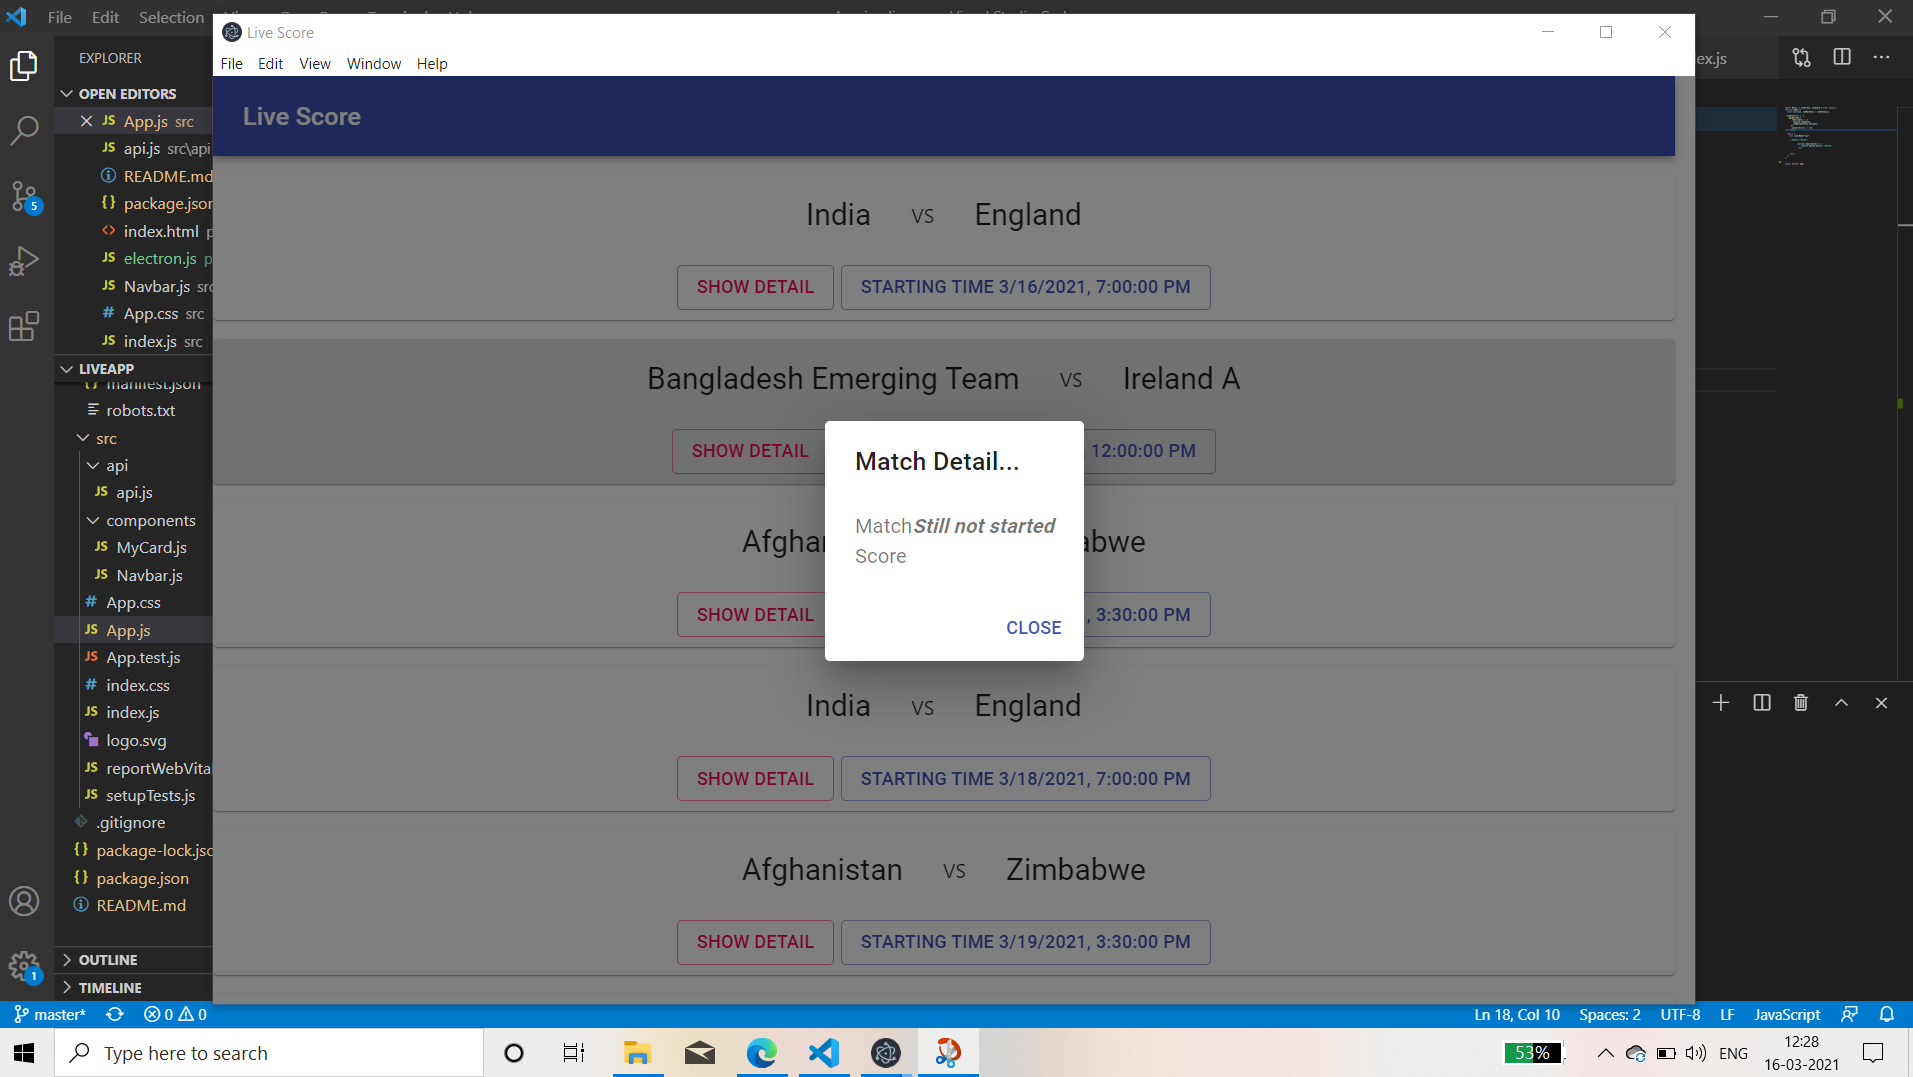 File Edit Selection
Live Score
File Edit View Window Help
EXPLORER
ex.js
OPEN EDITORS
Live Score
JS App.js src
JS api.js src\api
README.md
{} package.json
<> index.html
JS electron.js p
JS Navbar.js src
# App.css src
JS index.js src
India VS England
SHOW DETAIL STARTING TIME 3/16/2021, 7:00:00 PM
LIVEAPP
{} manifest.json
robots.txt
src
api
JS api.js
components
JS MyCard.js
JS Navbar.js
# App.css
JS App.js
JS App.test.js
# index.css
JS index.js
logo.svg
JS reportWebVita
JS setupTests.js
.gitignore
{} package-lock.jsc
{} package.json
README.md
OUTLINE
TIMELINE
Bangladesh Emerging Team VS Ireland A
SHOW DETAIL , 12:00:00 PM
Match Detail...
Match Still not started
Score
CLOSE
Afghan abwe
SHOW DETAIL , 3:30:00 PM
India VS England
SHOW DETAIL STARTING TIME 3/18/2021, 7:00:00 PM
Afghanistan VS Zimbabwe
SHOW DETAIL STARTING TIME 3/19/2021, 3:30:00 PM
5
1
master* 0 0 Ln 18, Col 10 Spaces: 2 UTF-8 LF JavaScript
Type here to search
53% ENG
12:28
16-03-2021